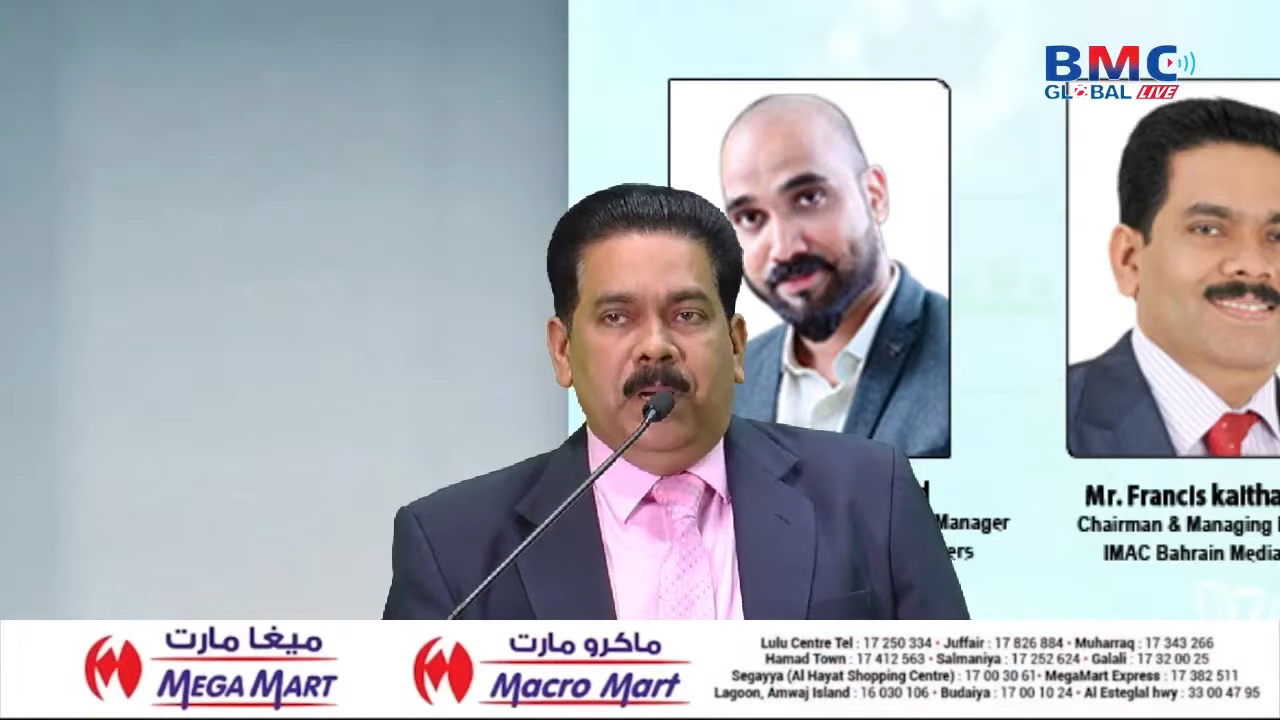 BMC
GLOBAL LIVE
Mr. Francis kaitha
Manager
Chairman & Managing
ers
IMAC Bahrain Media
ميغا مارت
MEGA MART
ماكرو مارت
MACRO MART
Lulu Centre Tel : 17 250 334 • Juffair : 17 826 884 • Muharraq : 17 343 266
Hamad Town : 17 412 563 • Salmaniya : 17 252 624 • Galali : 17 32 00 25
Segayya (Al Hayat Shopping Centre) : 17 00 30 61• MegaMart Express : 17 382 511
Lagoon, Amwaj Island : 16 030 106 • Budaiya : 17 00 10 24 • Al Esteglal hwy : 33 00 47 95